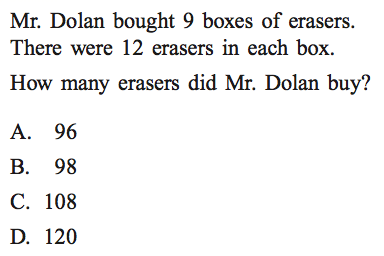 Mr. Dolan bought 9 boxes of erasers.
There were 12 erasers in each box.
How many erasers did Mr. Dolan buy?
A. 96
B. 98
C. 108
D. 120